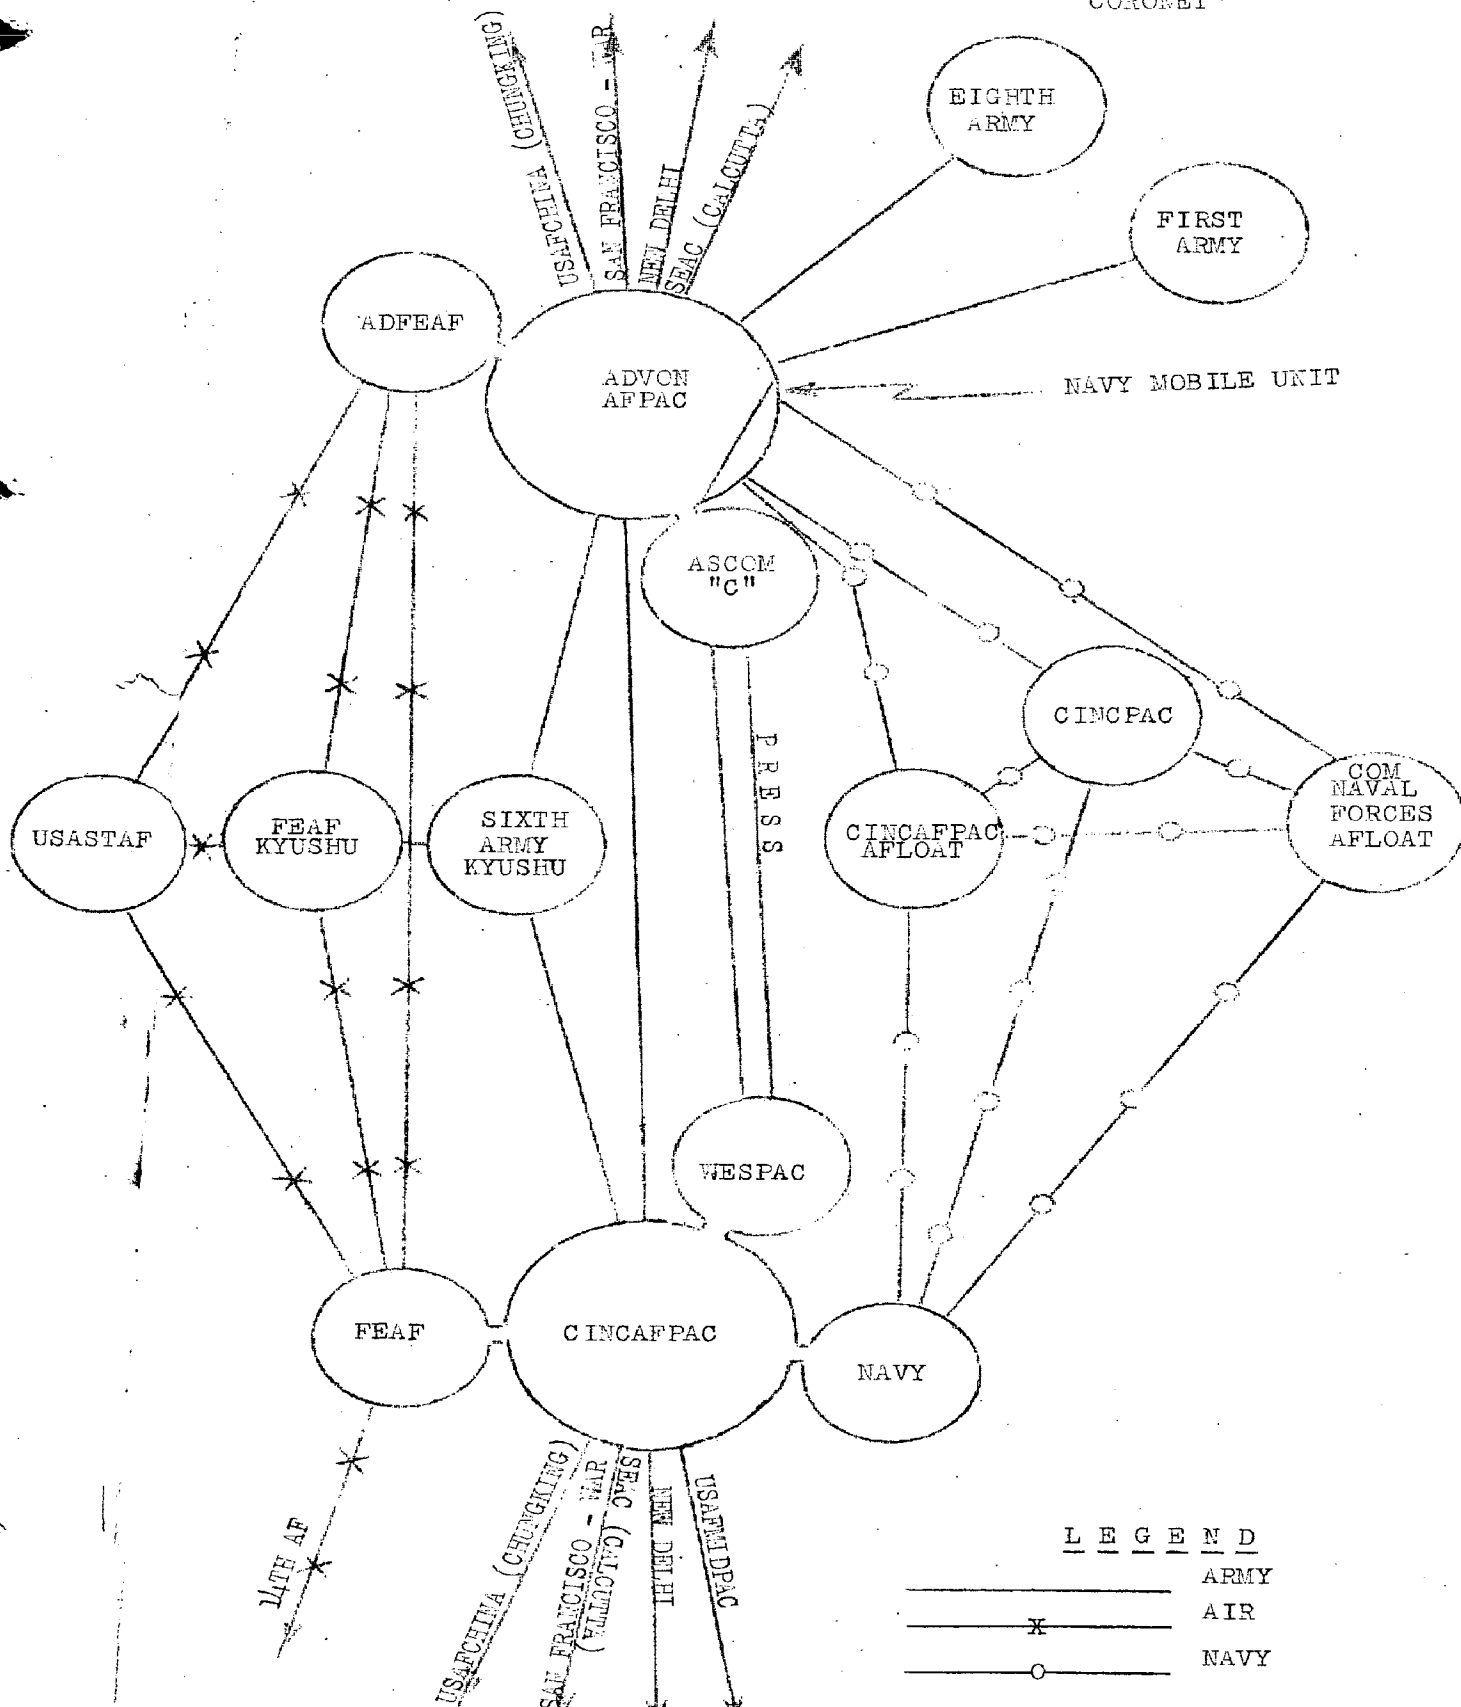 CORONET
USAFCHINA (CHUNGKING)
SAN FRANCISCO - WAR
NEW DELHI
SEAC (CALCUTTA)
EIGHTH
ARMY
FIRST
ARMY
ADFEAF
ADVON
AFPAC
NAVY MOBILE UNIT
ASCOM
"C"
PRESS
CINCPAC
USASTAF
FEAF
KYUSHU
SIXTH
ARMY
KYUSHU
CINCAFPAC
AFLOAT
COM
NAVAL
FORCES
AFLOAT
WESPAC
FEAF
CINCAFPAC
NAVY
14TH AF
USAFCHINA (CHUNGKING)
SAN FRANCISCO - WAR
SEAC (CALCUTTA)
NEW DELHI
USAFMIDPAC
LEGEND
ARMY
X AIR
O NAVY